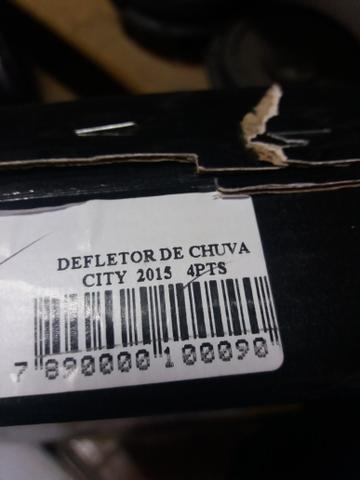 DEFLETOR DE CHUVA
CITY 2015 4PTS
7 890000 100090